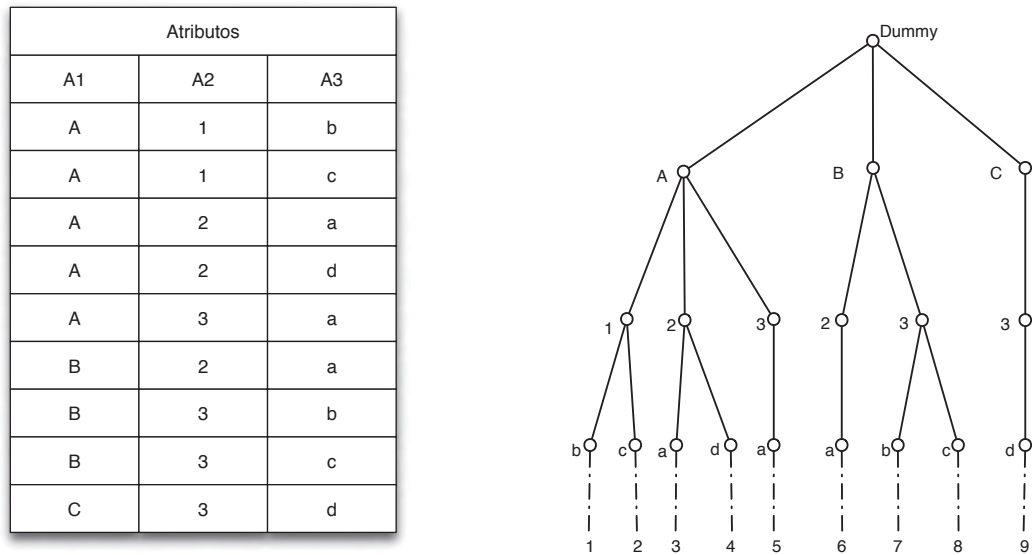 Atributos
A1 A2 A3
A 1 b
A 1 c
A 2 a
A 2 d
A 3 a
B 2 a
B 3 b
B 3 c
C 3 d
Dummy
A B C
1 2 3 2 3 3
b c a d a a b c d
1 2 3 4 5 6 7 8 9